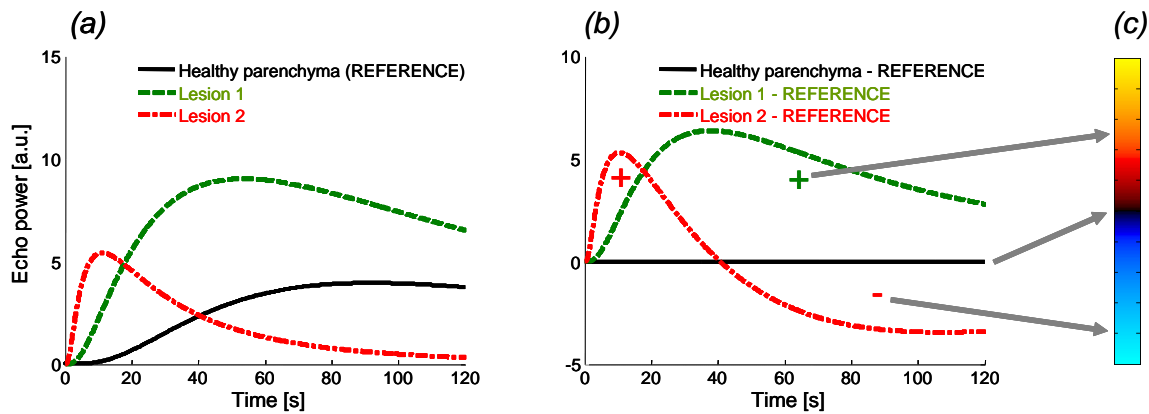 (a)
(b)
(c)
15
10
5
0
Echo power [a.u.]
Healthy parenchyma (REFERENCE)
Lesion 1
Lesion 2
0 20 40 60 80 100 120
Time [s]
10
5
0
-5
Healthy parenchyma - REFERENCE
Lesion 1 - REFERENCE
Lesion 2 - REFERENCE
+
+
-
0 20 40 60 80 100 120
Time [s]